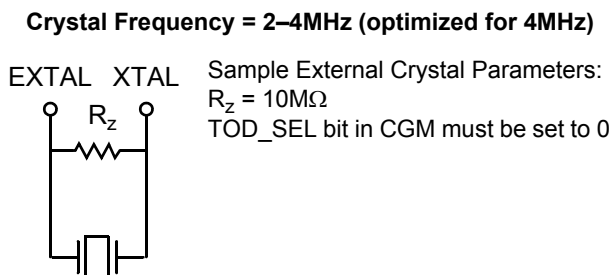 Crystal Frequency = 2–4MHz (optimized for 4MHz)
EXTAL XTAL
Sample External Crystal Parameters:
Rz = 10MΩ
TOD_SEL bit in CGM must be set to 0
Rz